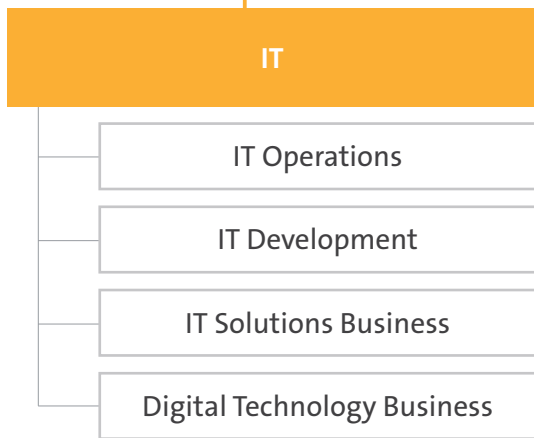 IT
IT Operations
IT Development
IT Solutions Business
Digital Technology Business